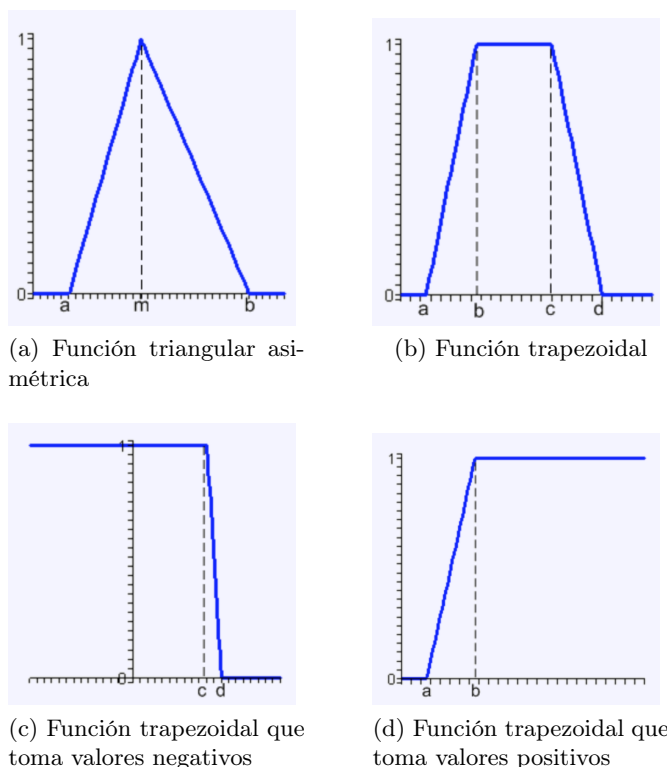 1
0
a m b
(a) Función triangular asi-
métrica
1
0
a b c d
(b) Función trapezoidal
1
0
c d
(c) Función trapezoidal que
toma valores negativos
1
0
a b
(d) Función trapezoidal que
toma valores positivos